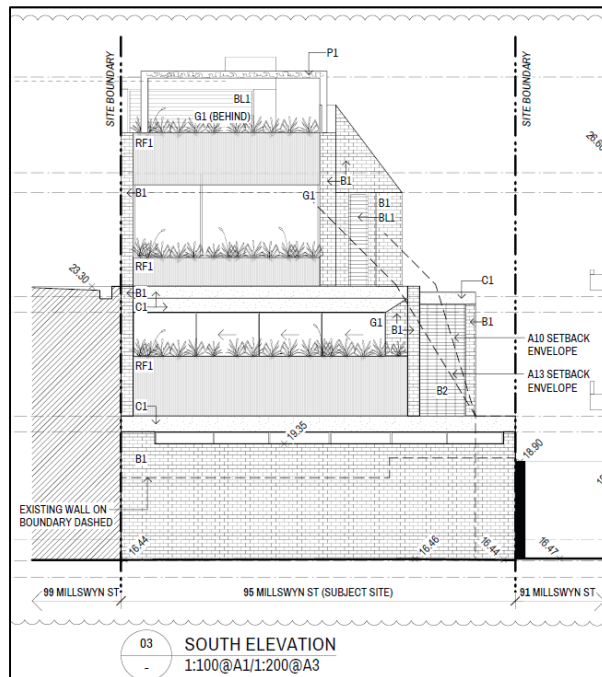 P1
SITE BOUNDARY
SITE BOUNDARY
BL1
G1 (BEHIND)
RF1
B1
B1
G1
B1
BL1
B1
RF1
23.30
B1
C1
C1
G1
B1
B1
A10 SETBACK
ENVELOPE
A13 SETBACK
ENVELOPE
RF1
B2
C1
19.35
B1
18.90
EXISTING WALL ON
BOUNDARY DASHED
16.44
16.46
16.44
16.47
99 MILLSWYN ST
95 MILLSWYN ST (SUBJECT SITE)
91 MILLSWYN ST
03
-
SOUTH ELEVATION
1:100@A1/1:200@A3